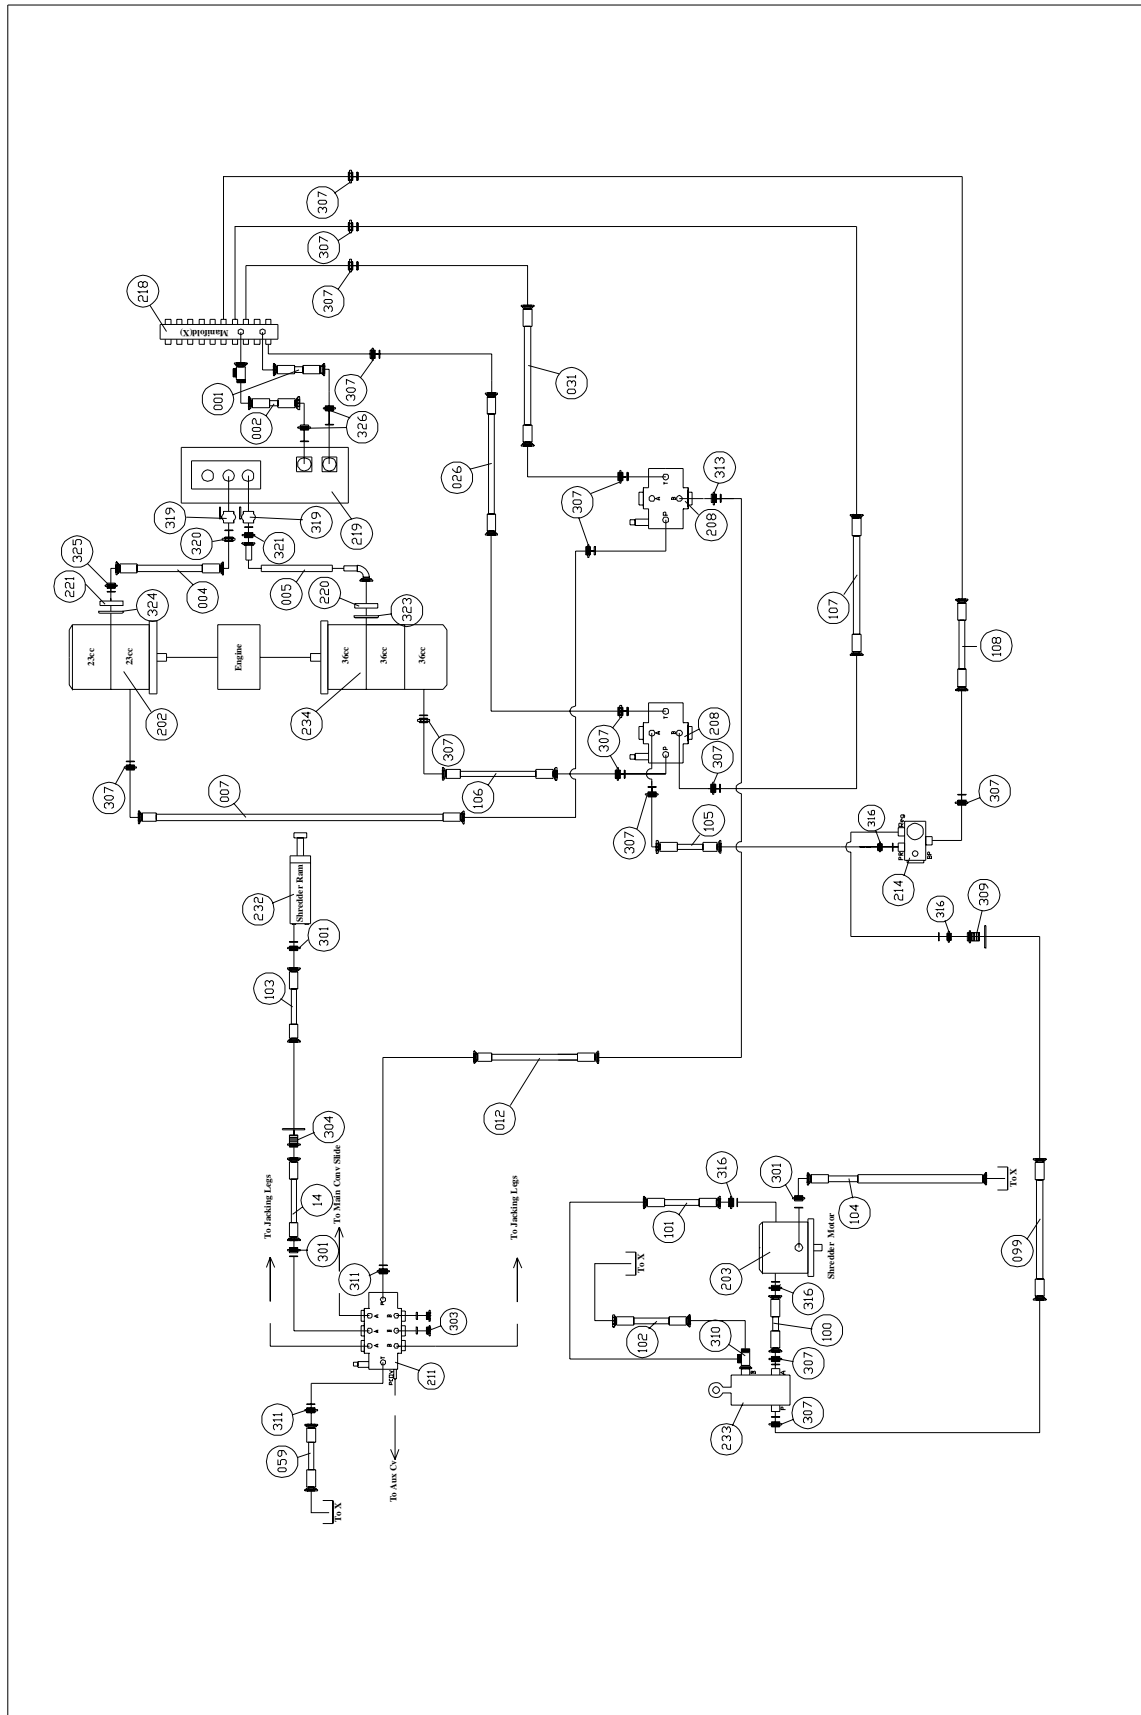 307
307
307
218
Manifold(X)
001
002
326
307
031
026
219
319
319
320
321
325
221
324
004
005
220
323
23cc
23cc
202
Engine
36cc
36cc
36cc
234
307
307
007
106
307
T
A
B
P
208
313
307
T
A
B
P
208
307
307
105
107
108
307
316
Reg
PR
BP
214
316
309
232
Shredder Ram
301
103
304
14
301
To Jacking Legs
To Main Conv Slide
To Jacking Legs
012
311
P
A
A
A
B
B
B
T
PCOV
303
211
311
059
To X
To Aux Cv
316
101
301
104
To X
203
Shredder Motor
316
100
307
To X
102
310
B
A
P
233
307
099